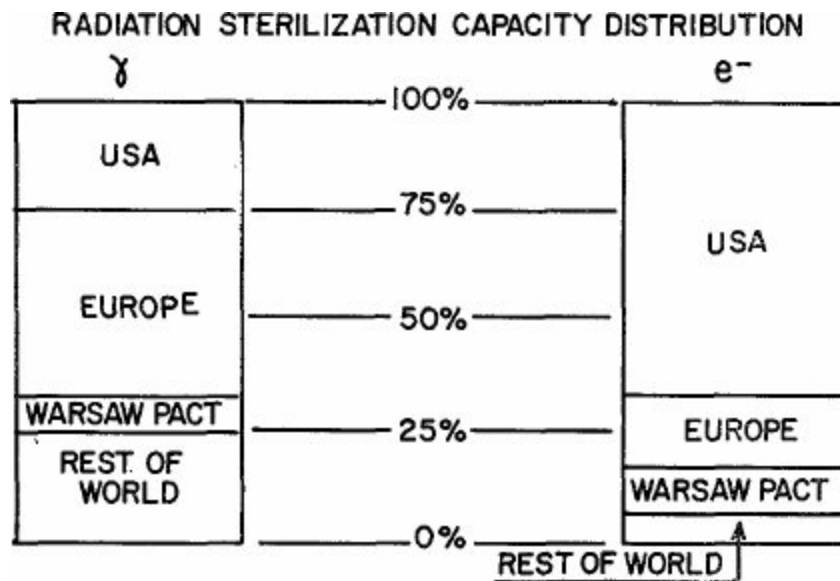 RADIATION STERILIZATION CAPACITY DISTRIBUTION
γ
e-
100%
USA
75%
USA
EUROPE
50%
WARSAW PACT
25%
EUROPE
REST. OF
WORLD
WARSAW PACT
0%
REST OF WORLD